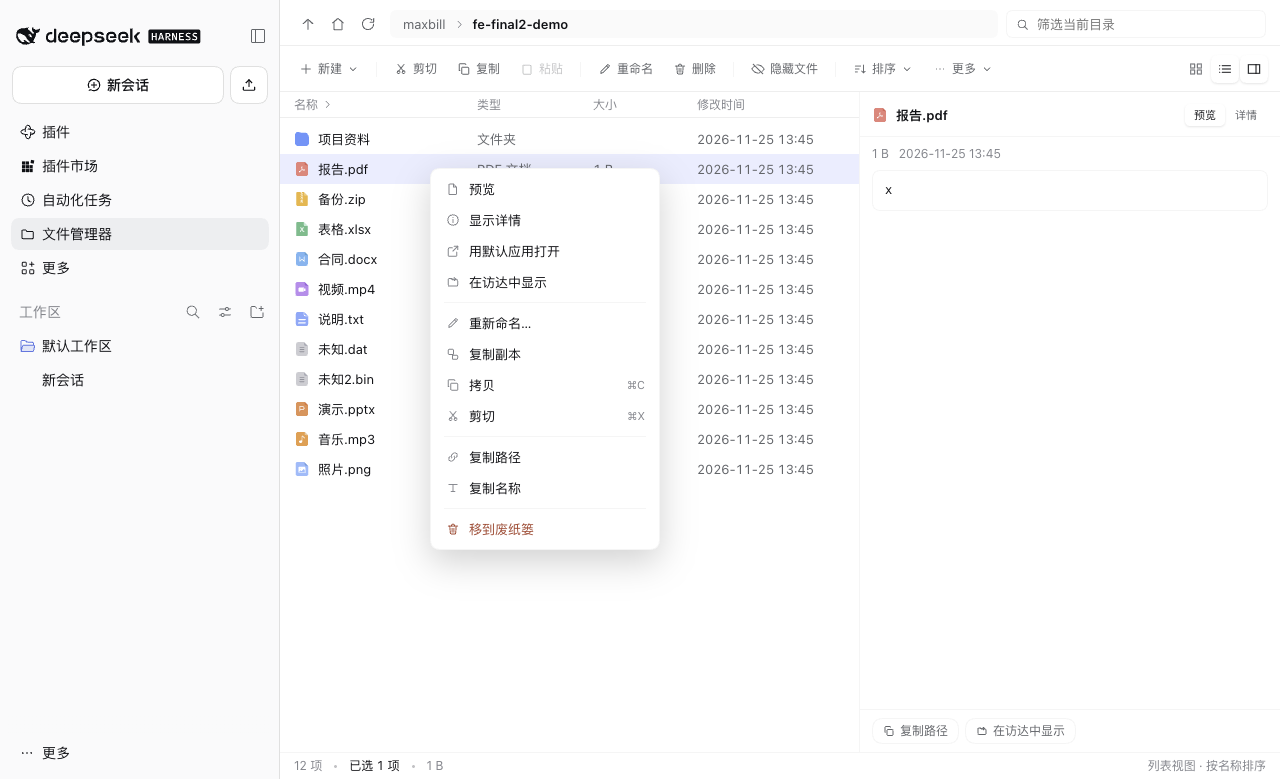 deepseek HARNESS
新会话
插件
插件市场
自动化任务
文件管理器
更多
工作区
默认工作区
新会话
更多
maxbill fe-final2-demo
筛选当前目录
新建 剪切 复制 粘贴 重命名 删除 隐藏文件 排序 更多
名称 类型 大小 修改时间
项目资料 文件夹 2026-11-25 13:45
报告.pdf PDF 文档 1 B 2026-11-25 13:45
备份.zip 2026-11-25 13:45
表格.xlsx 2026-11-25 13:45
合同.docx 2026-11-25 13:45
视频.mp4 2026-11-25 13:45
说明.txt 2026-11-25 13:45
未知.dat 2026-11-25 13:45
未知2.bin 2026-11-25 13:45
演示.pptx 2026-11-25 13:45
音乐.mp3 2026-11-25 13:45
照片.png 2026-11-25 13:45
预览
显示详情
用默认应用打开
在访达中显示
重新命名...
复制副本
拷贝 ⌘C
剪切 ⌘X
复制路径
复制名称
移到废纸篓
报告.pdf 预览 详情
1 B 2026-11-25 13:45
x
复制路径 在访达中显示
12 项 • 已选 1 项 • 1 B
列表视图 · 按名称排序